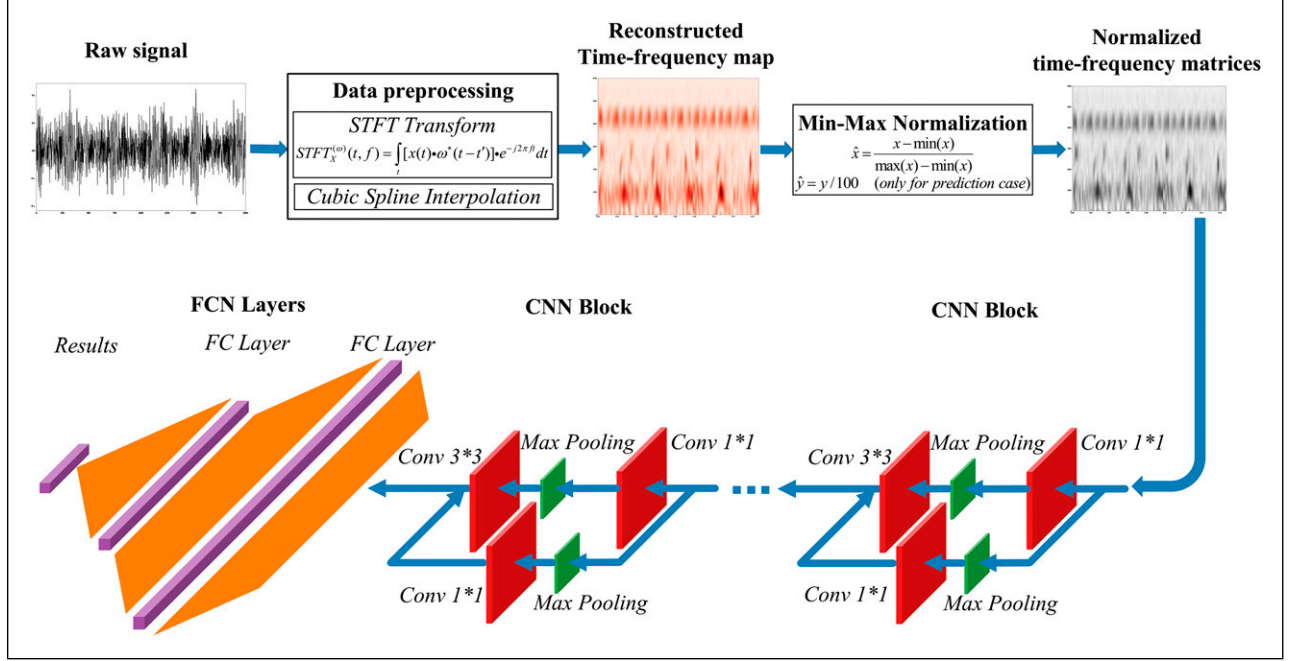 Raw signal
Data preprocessing
STFT Transform
STFT_X^{(ω)}(t, f) = ∫_t [x(t)•ω*(t−t')]•e^{−j2πft}dt
Cubic Spline Interpolation
Reconstructed
Time-frequency map
Min-Max Normalization
x̂ = (x−min(x)) / (max(x)−min(x))
ŷ = y/100 (only for prediction case)
Normalized
time-frequency matrices
FCN Layers
Results
FC Layer
FC Layer
CNN Block
Conv 3*3
Max Pooling
Conv 1*1
Conv 1*1
Max Pooling
CNN Block
Conv 3*3
Max Pooling
Conv 1*1
Conv 1*1
Max Pooling